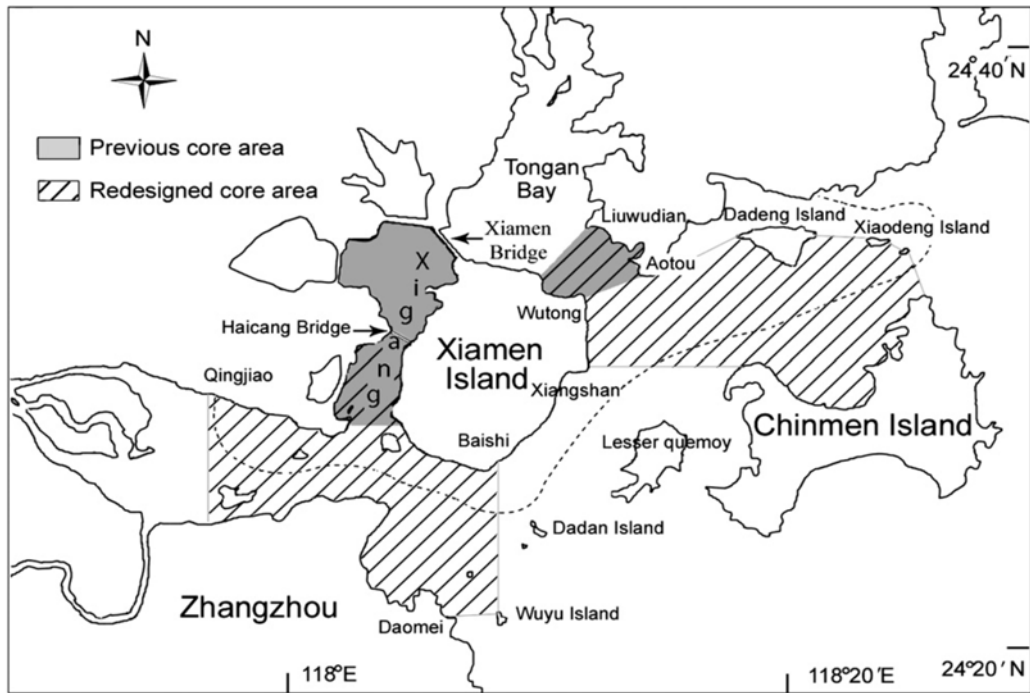 N
24°40′N
Previous core area
Redesigned core area
Tongan
Bay
Liuwudian
Dadeng Island
Xiaodeng Island
Xiamen
Bridge
Aotou
X
i
g
a
n
g
Wutong
Haicang Bridge
Xiamen
Island
Qingjiao
Xiangshan
Baishi
Lesser quemoy
Chinmen Island
Dadan Island
Zhangzhou
Wuyu Island
Daomei
118°E
118°20′E
24°20′N